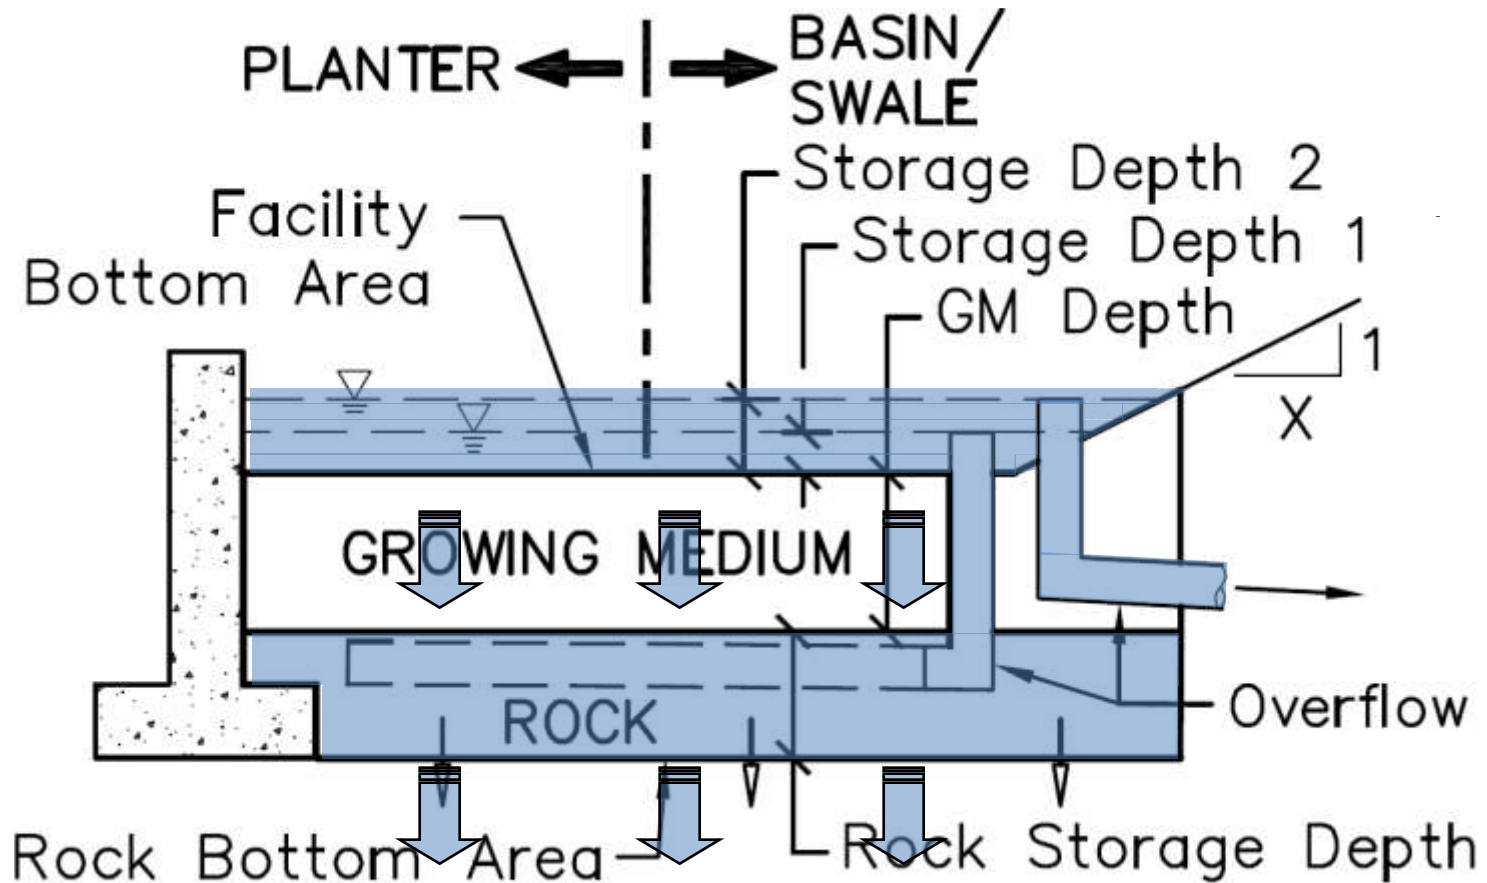 PLANTER
BASIN/
SWALE
Storage Depth 2
Facility
Bottom Area
Storage Depth 1
GM Depth
1
X
GROWING MEDIUM
ROCK
Overflow
Rock Bottom Area
Rock Storage Depth